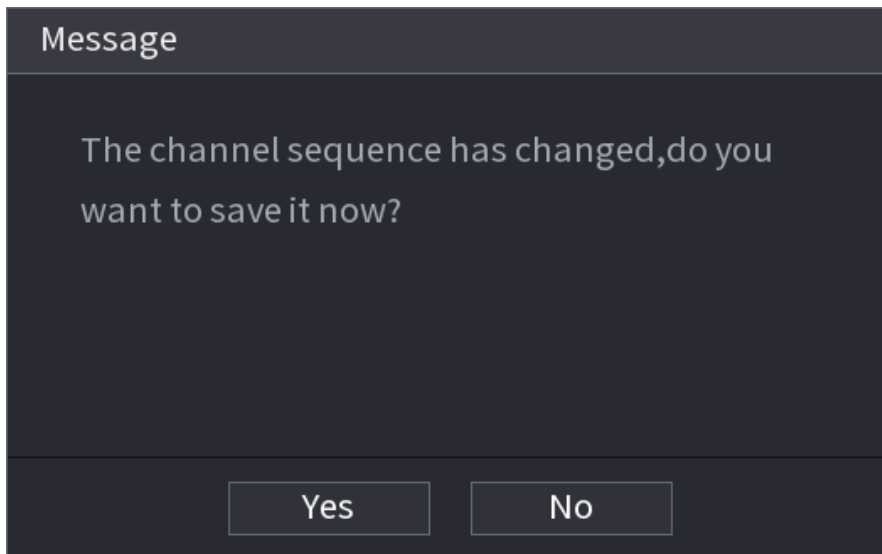 Message
The channel sequence has changed,do you
want to save it now?
Yes
No